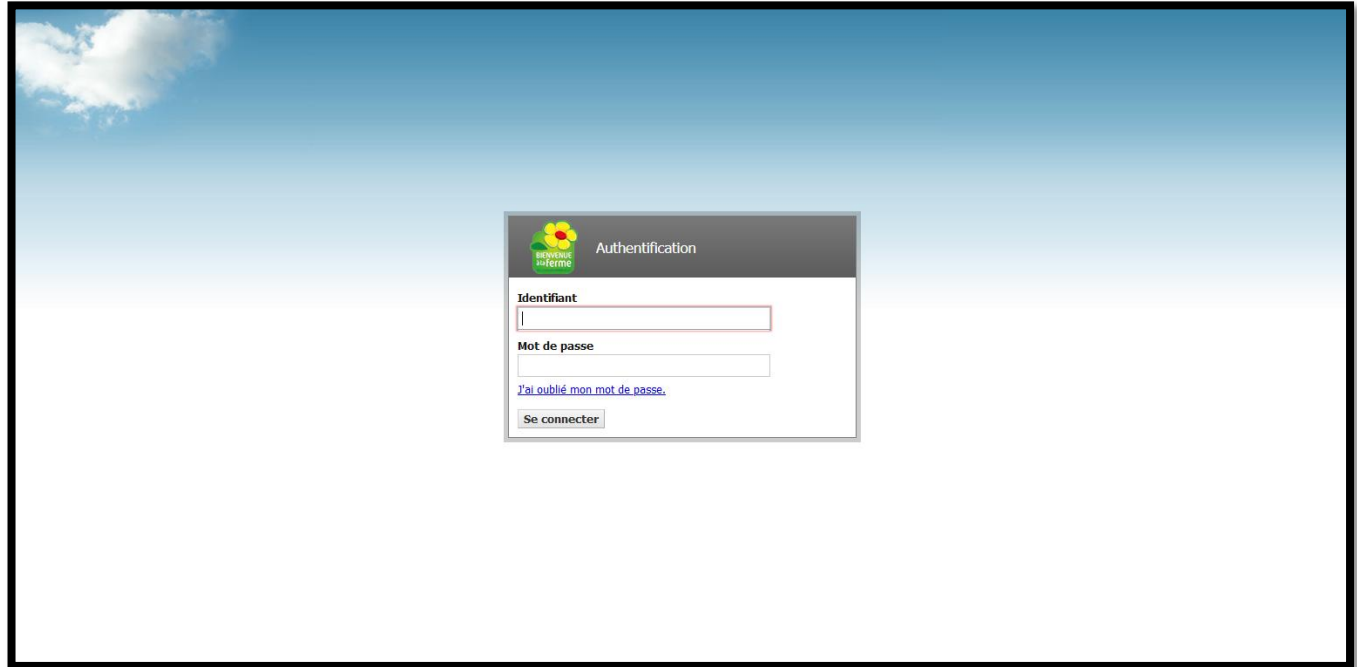 BIENVENUE
à la ferme
Authentification
Identifiant
Mot de passe
J'ai oublié mon mot de passe.
Se connecter